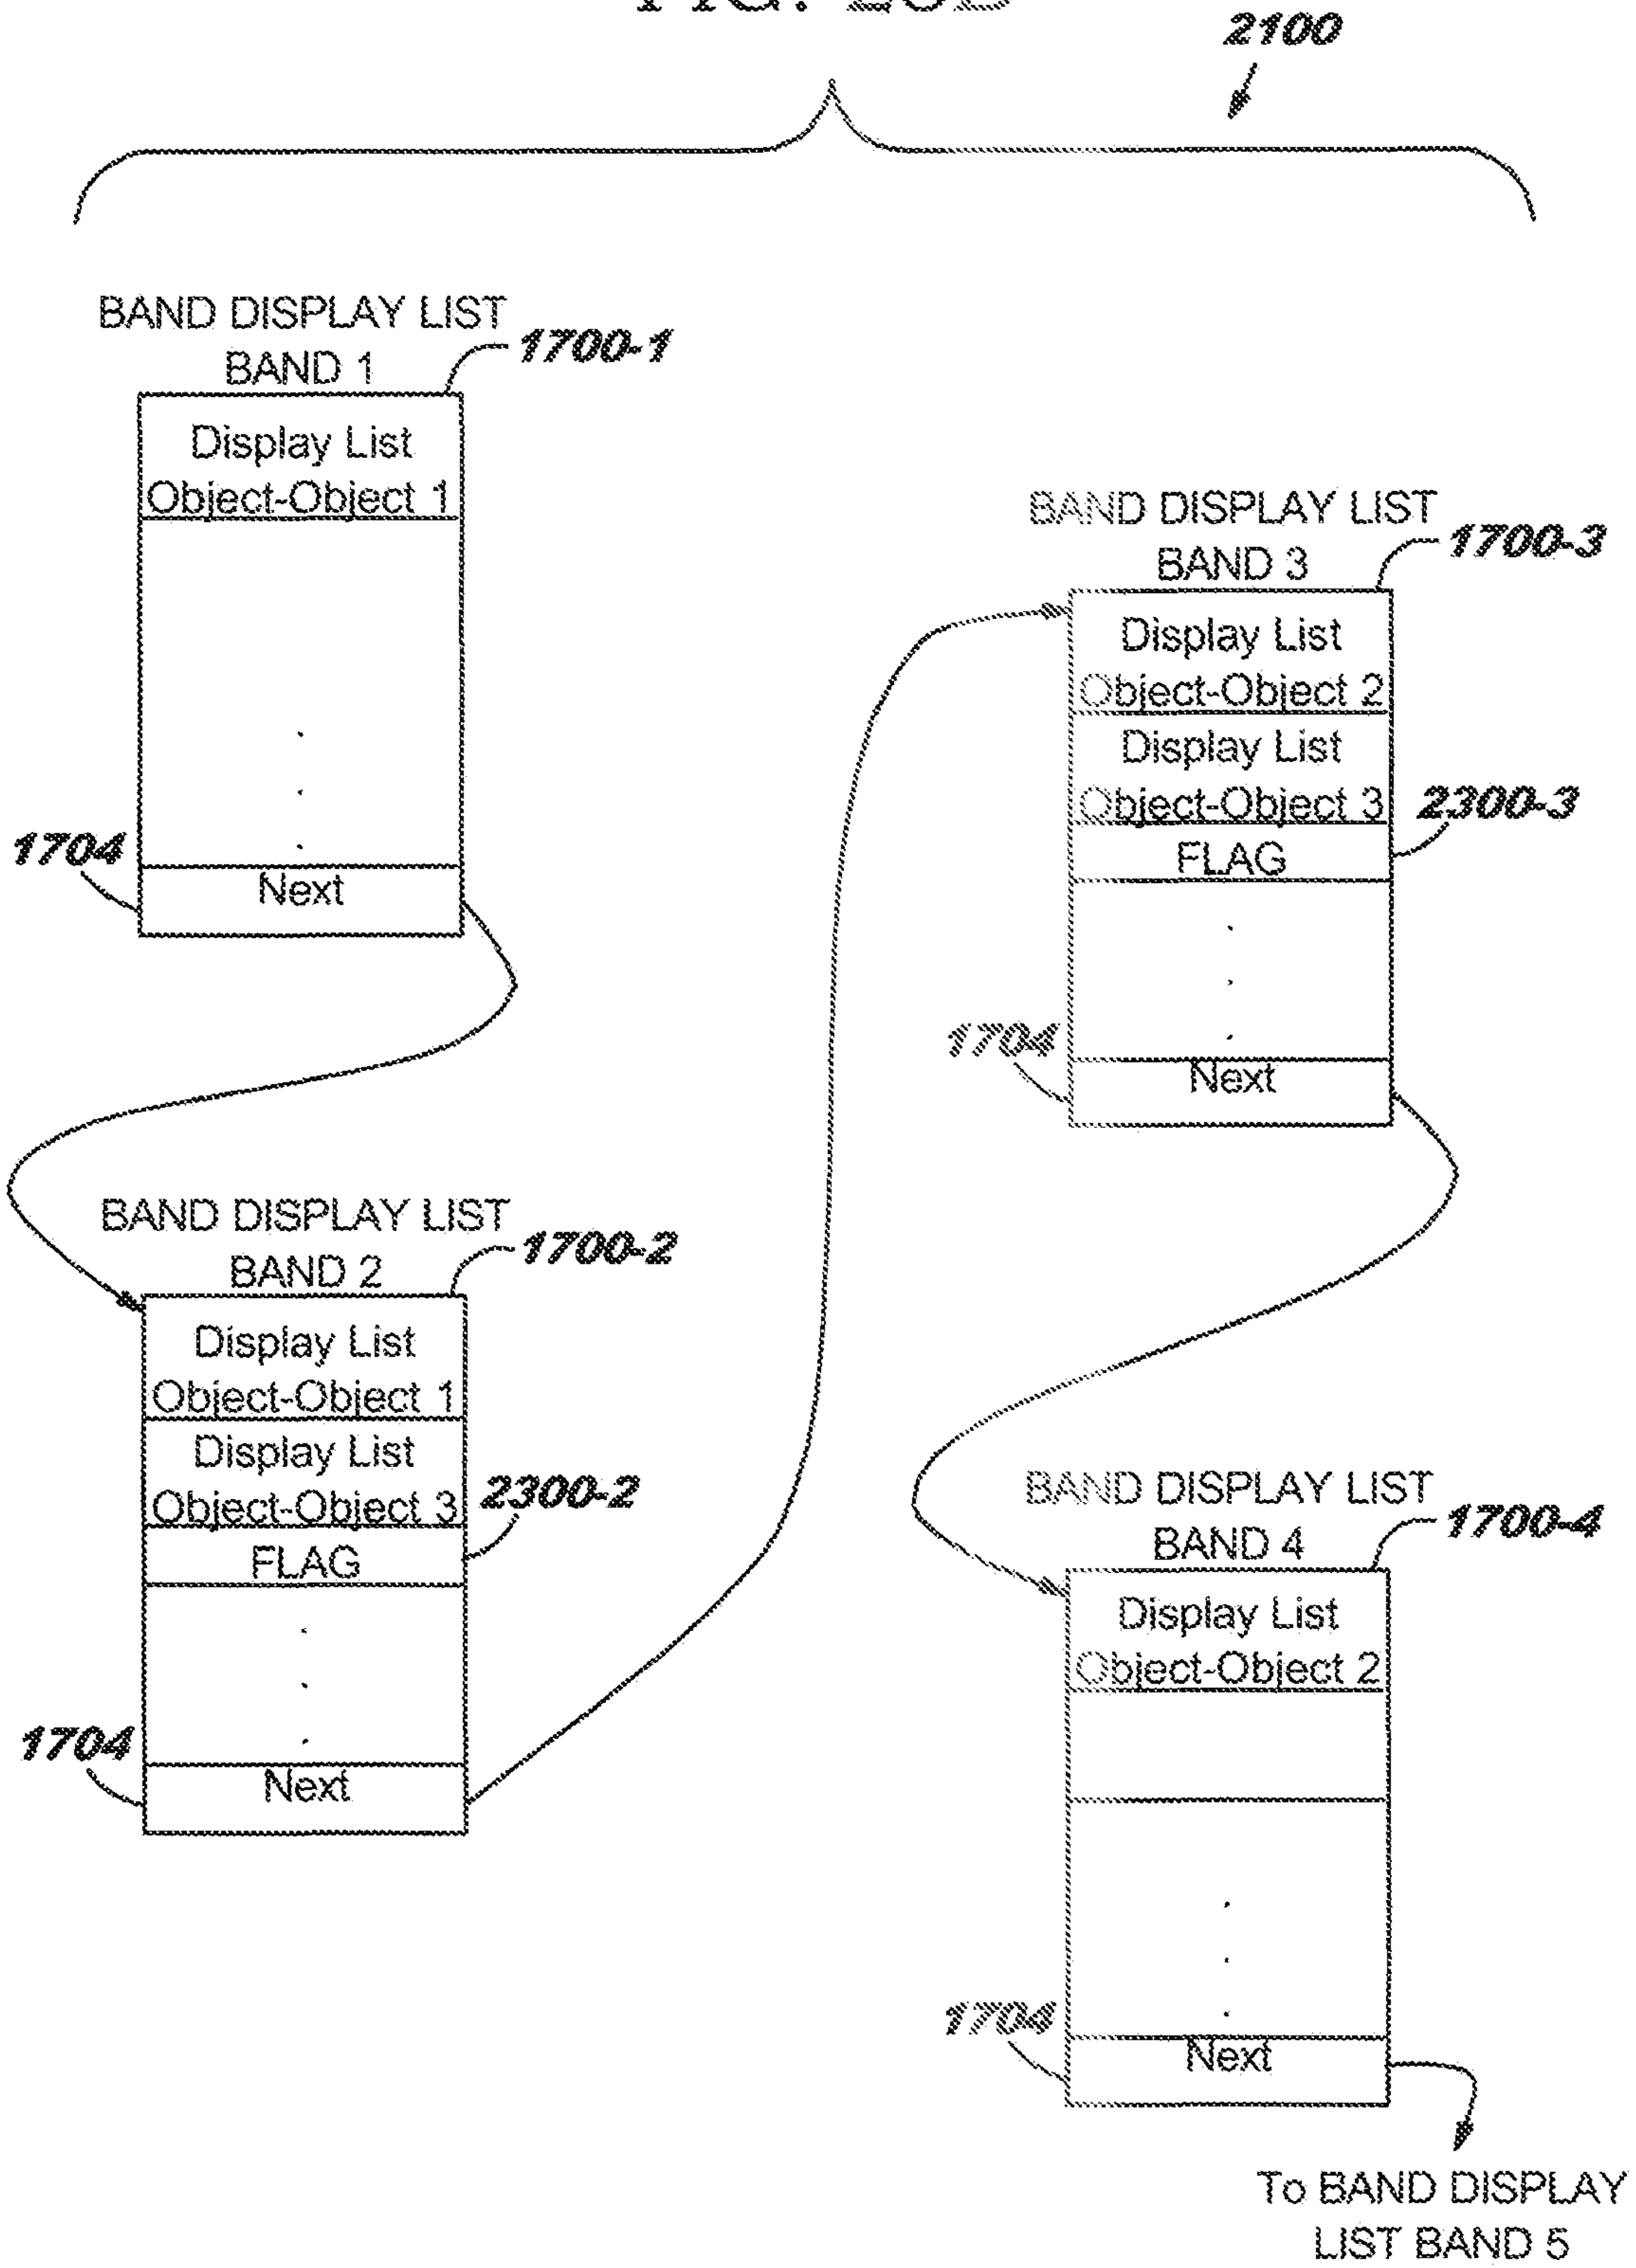 2100
BAND DISPLAY LIST
BAND 1
1700-1
Display List
Object-Object 1
1704
Next
BAND DISPLAY LIST
BAND 2
1700-2
Display List
Object-Object 1
Display List
Object-Object 3
2300-2
FLAG
1704
Next
BAND DISPLAY LIST
BAND 3
1700-3
Display List
Object-Object 2
Display List
Object-Object 3
2300-3
FLAG
1704
Next
BAND DISPLAY LIST
BAND 4
1700-4
Display List
Object-Object 2
1704
Next
To BAND DISPLAY
LIST BAND 5